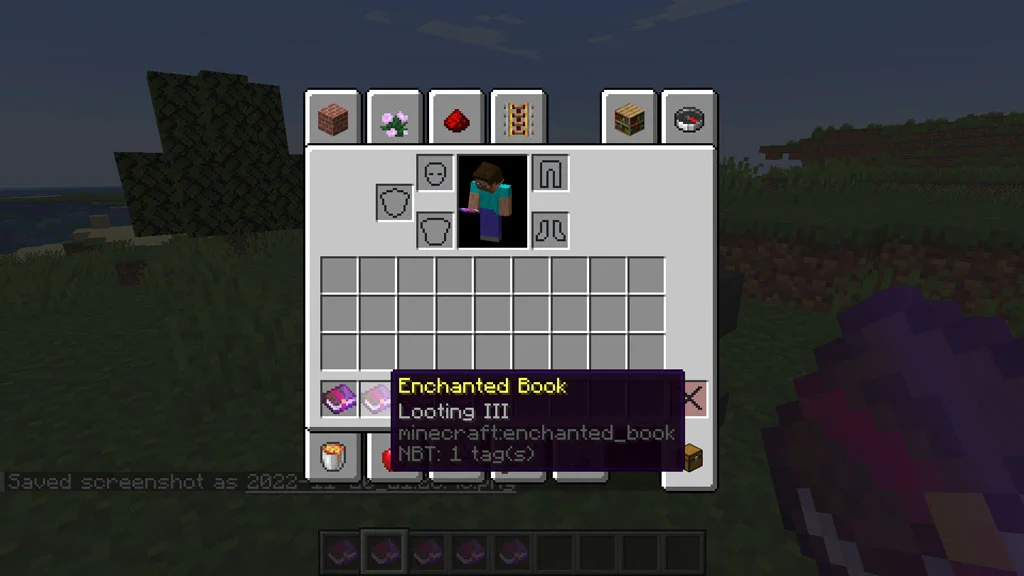 Enchanted Book
Looting III
minecraft:enchanted_book
NBT: 1 tag(s)
Saved screenshot as